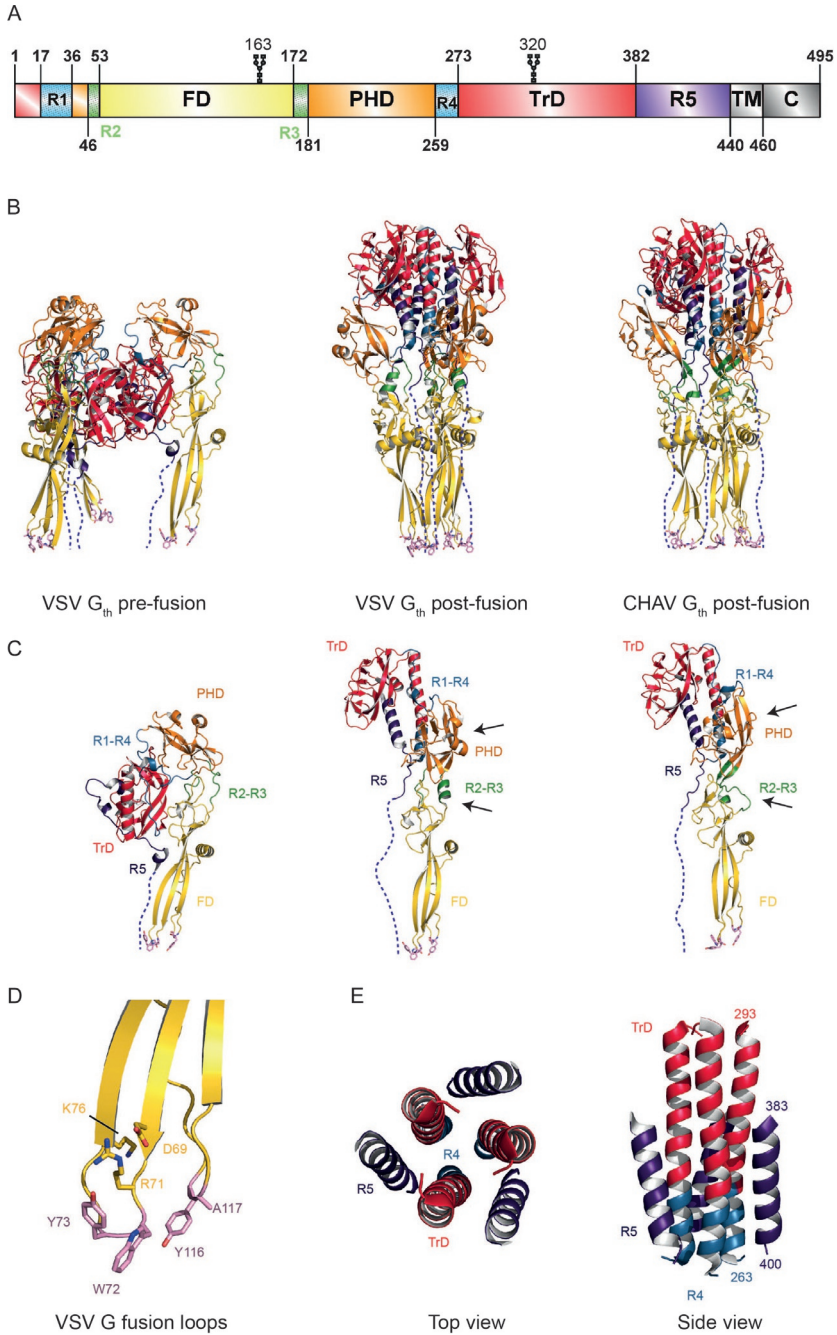 A
1 17 36 53 163 172 273 320 382 495
R1 FD PHD R4 TrD R5 TM C
R2 R3
46 181 259 440 460
B
VSV Gth pre-fusion VSV Gth post-fusion CHAV Gth post-fusion
C
PHD
R1-R4
R2-R3
TrD
R5
FD
TrD
R1-R4
PHD
R5
R2-R3
FD
TrD
R1-R4
PHD
R5
R2-R3
FD
D
K76
D69
R71
A117
Y73
Y116
W72
VSV G fusion loops
E
R4
R5
TrD
Top view
TrD 293
383
R5
400
R4 263
Side view